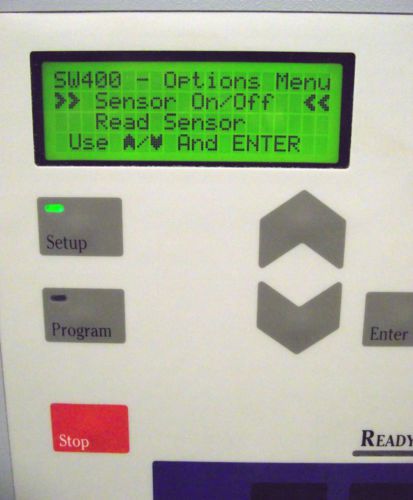 SW400 - Options Menu
>> Sensor On/Off <<
Read Sensor
Use ⮝/⮟ And ENTER
Setup
Program
Enter
Stop
READY